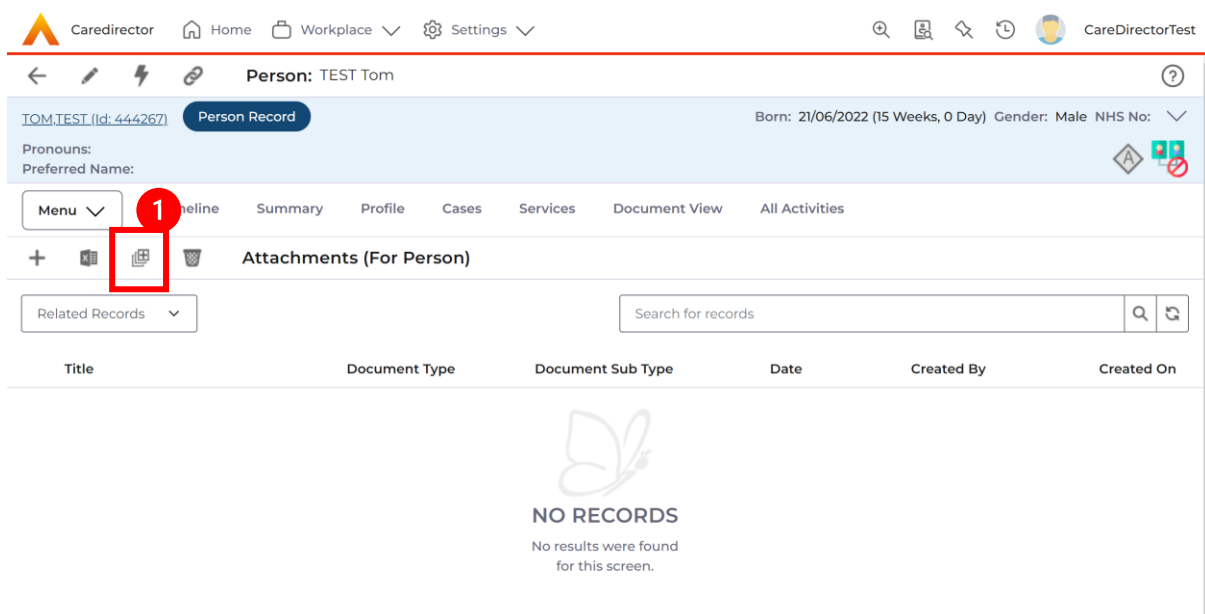 Caredirector Home Workplace Settings CareDirectorTest
Person: TEST Tom
TOM,TEST (Id: 444267) Person Record Born: 21/06/2022 (15 Weeks, 0 Day) Gender: Male NHS No:
Pronouns:
Preferred Name:
A
Menu 1 neline Summary Profile Cases Services Document View All Activities
Attachments (For Person)
Related Records Search for records
Title Document Type Document Sub Type Date Created By Created On
NO RECORDS
No results were found
for this screen.